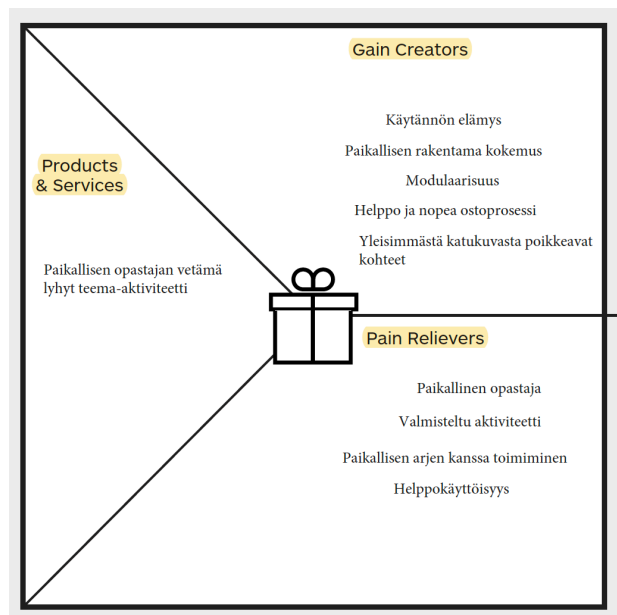 Gain Creators
Käytännön elämys
Paikallisen rakentama kokemus
Modulaarisuus
Helppo ja nopea ostoprosessi
Yleisimmästä katukuvasta poikkeavat
kohteet
Products
& Services
Paikallisen opastajan vetämä
lyhyt teema-aktiviteetti
Pain Relievers
Paikallinen opastaja
Valmisteltu aktiviteetti
Paikallisen arjen kanssa toimiminen
Helppokäyttöisyys